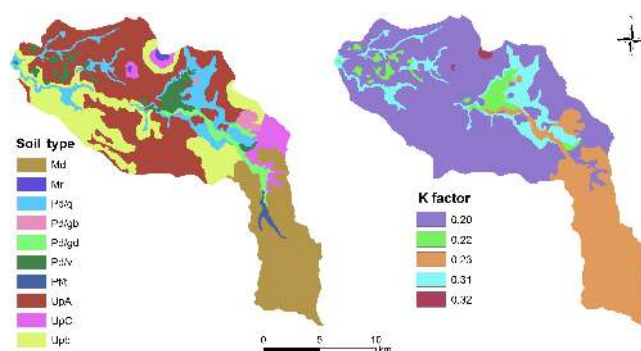 Soil type
Md
Mr
Pd/g
Pd/gb
Pd/gd
Pd/v
UpA
UpC
K factor
0.20
0.22
0.23
0.31
0.32
0 5 10
km